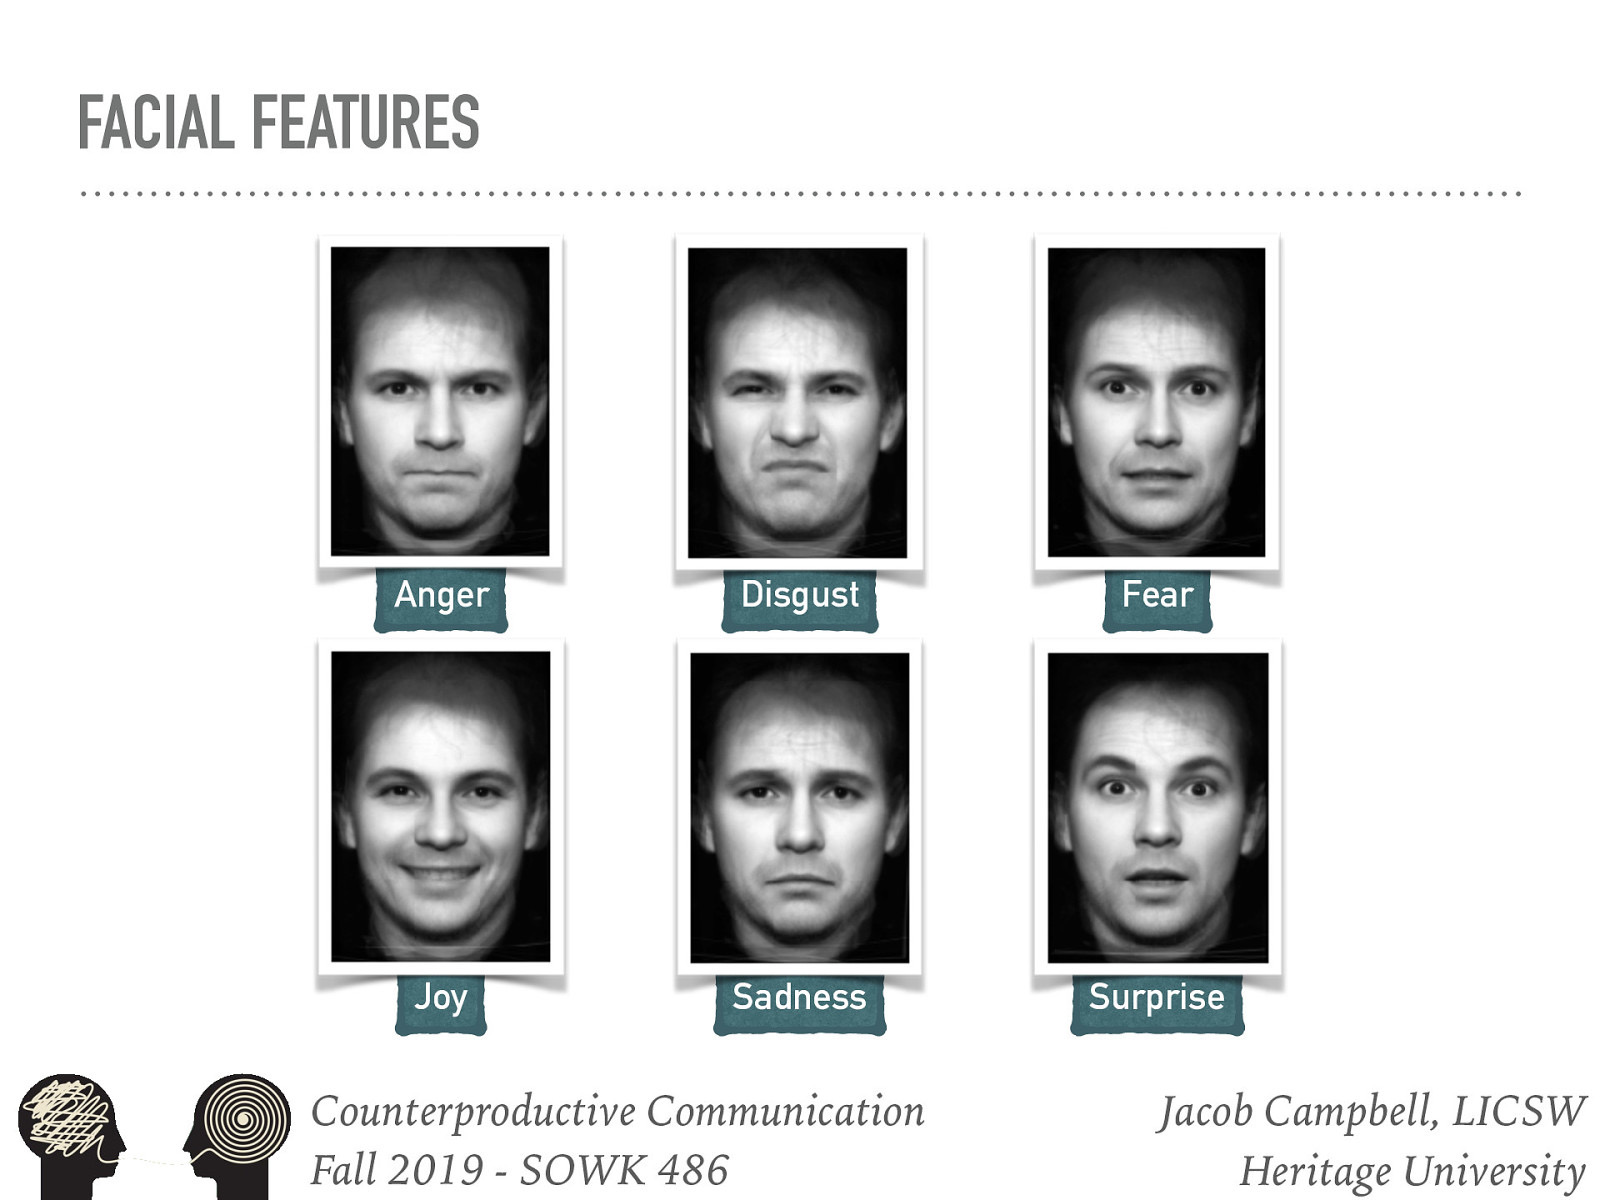 FACIAL FEATURES
Anger
Disgust
Fear
Joy
Sadness
Surprise
Counterproductive Communication
Fall 2019 - SOWK 486
Jacob Campbell, LICSW
Heritage University